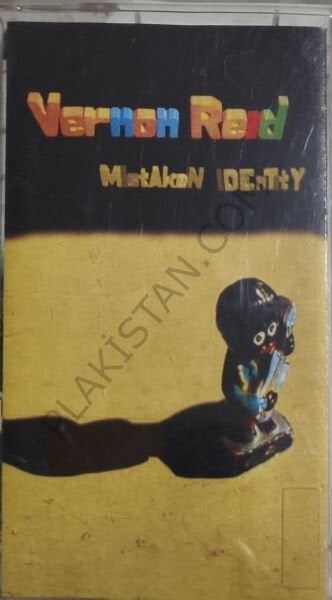 Vernon Reid
MistAkeN IDEnTitY
PLAKİSTAN.COM